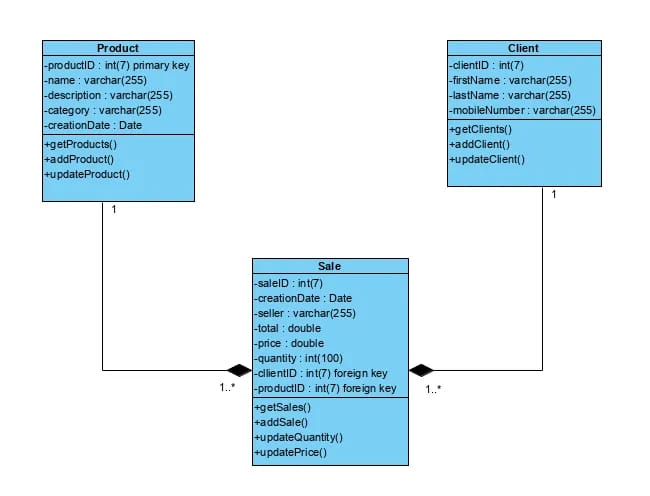 Product
-productID : int(7) primary key
-name : varchar(255)
-description : varchar(255)
-category : varchar(255)
-creationDate : Date
+getProducts()
+addProduct()
+updateProduct()
1
Client
-clientID : int(7)
-firstName : varchar(255)
-lastName : varchar(255)
-mobileNumber : varchar(255)
+getClients()
+addClient()
+updateClient()
1
Sale
-saleID : int(7)
-creationDate : Date
-seller : varchar(255)
-total : double
-price : double
-quantity : int(100)
-cllientID : int(7) foreign key
-productID : int(7) foreign key
+getSales()
+addSale()
+updateQuantity()
+updatePrice()
1..*
1..*